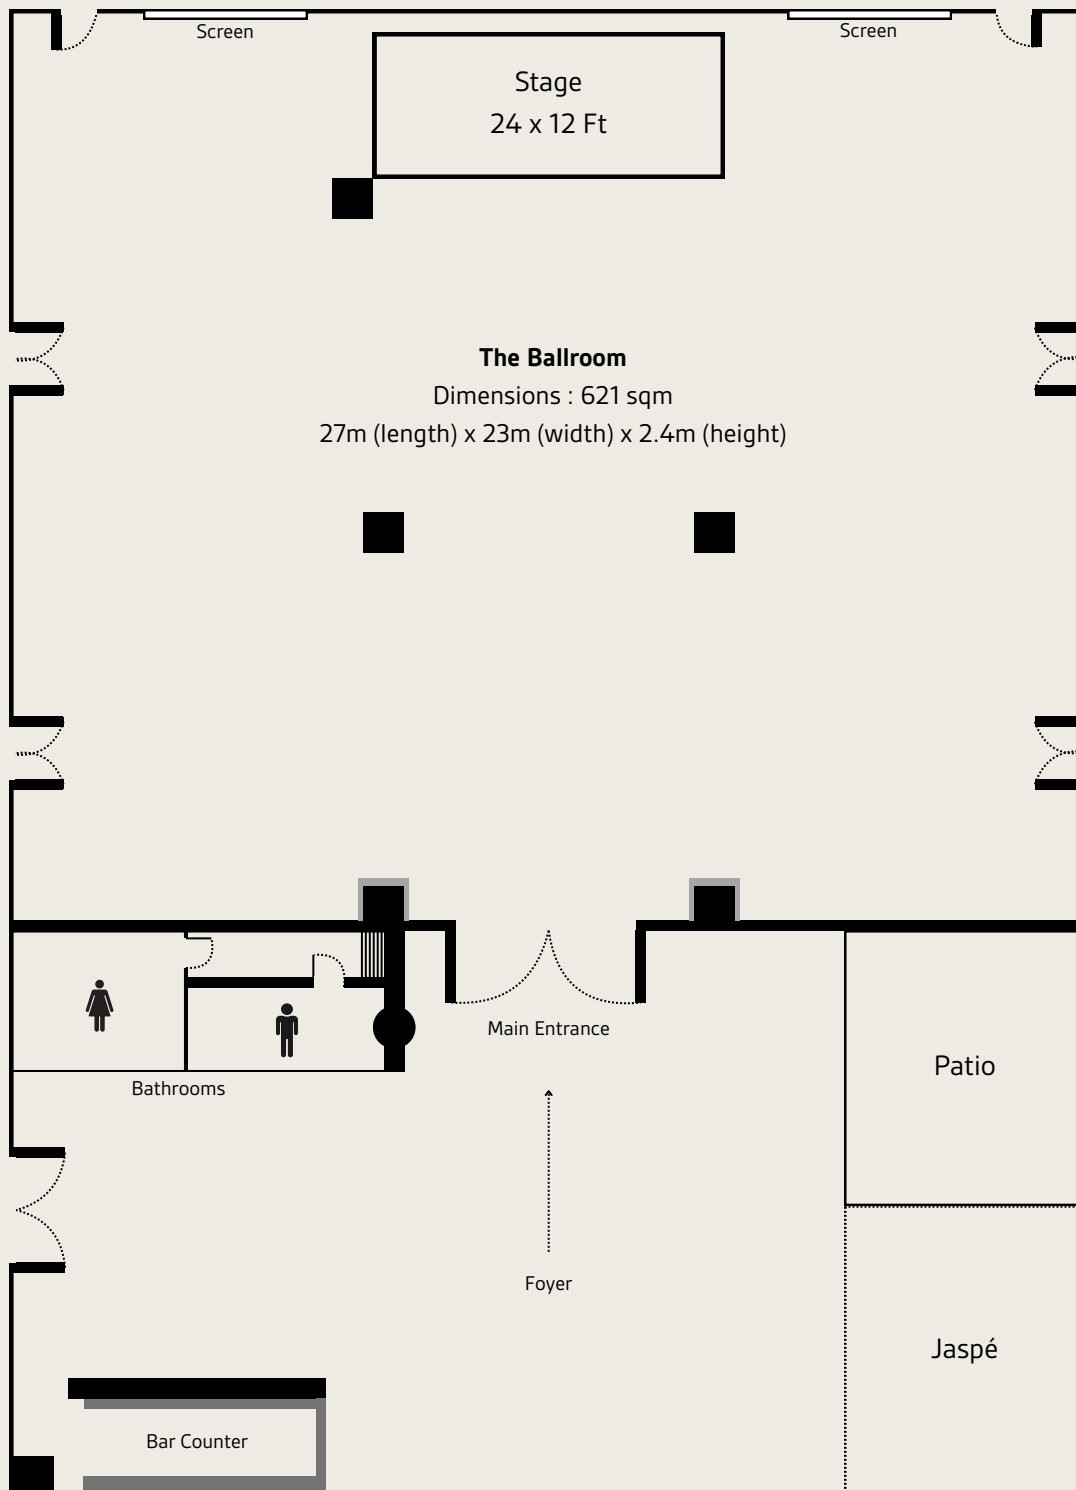 Screen
Screen
Stage
24 x 12 Ft
The Ballroom
Dimensions : 621 sqm
27m (length) x 23m (width) x 2.4m (height)
Main Entrance
Patio
Bathrooms
Foyer
Jaspé
Bar Counter